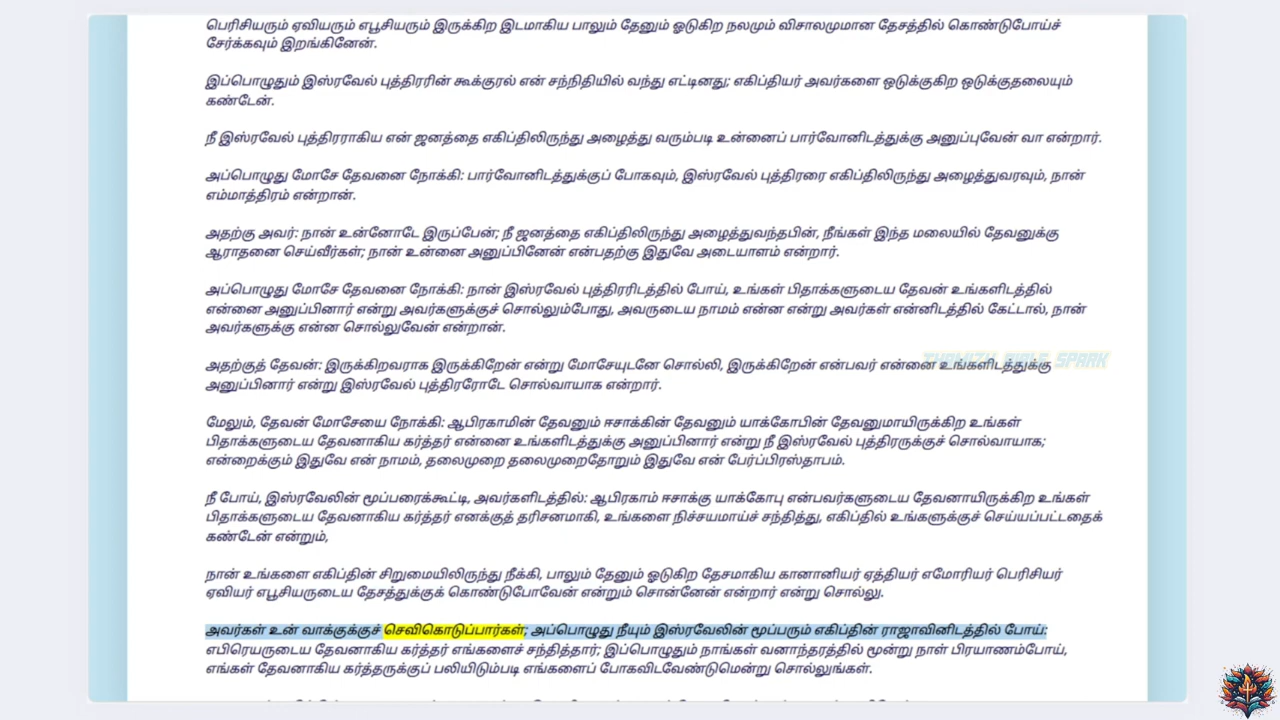 பெரிசியரும் ஏவியரும் எபூசியரும் இருக்கிற இடமாகிய பாலும் தேனும் ஓடுகிற நலமும் விசாலமுமான தேசத்தில் கொண்டுபோய்ச்
சேர்க்கவும் இறங்கினேன்.
இப்பொழுதும் இஸ்ரவேல் புத்திரரின் கூக்குரல் என் சந்நிதியில் வந்து எட்டினது; எகிப்தியர் அவர்களை ஒடுக்குகிற ஒடுக்குதலையும்
கண்டேன்.
நீ இஸ்ரவேல் புத்திரராகிய என் ஜனத்தை எகிப்திலிருந்து அழைத்து வரும்படி உன்னைப் பார்வோனிடத்துக்கு அனுப்புவேன் வா என்றார்.
அப்பொழுது மோசே தேவனை நோக்கி: பார்வோனிடத்துக்குப் போகவும், இஸ்ரவேல் புத்திரரை எகிப்திலிருந்து அழைத்துவரவும், நான்
எம்மாத்திரம் என்றான்.
அதற்கு அவர்: நான் உன்னோடே இருப்பேன்; நீ ஜனத்தை எகிப்திலிருந்து அழைத்துவந்தபின், நீங்கள் இந்த மலையில் தேவனுக்கு
ஆராதனை செய்வீர்கள்; நான் உன்னை அனுப்பினேன் என்பதற்கு இதுவே அடையாளம் என்றார்.
அப்பொழுது மோசே தேவனை நோக்கி: நான் இஸ்ரவேல் புத்திரரிடத்தில் போய், உங்கள் பிதாக்களுடைய தேவன் உங்களிடத்தில்
என்னை அனுப்பினார் என்று அவர்களுக்குச் சொல்லும்போது, அவருடைய நாமம் என்ன என்று அவர்கள் என்னிடத்தில் கேட்டால், நான்
அவர்களுக்கு என்ன சொல்லுவேன் என்றான்.
அதற்குத் தேவன்: இருக்கிறவராக இருக்கிறேன் என்று மோசேயுடனே சொல்லி, இருக்கிறேன் என்பவர் என்னை உங்களிடத்துக்கு
THAMIZH BIBLE SPARK
அனுப்பினார் என்று இஸ்ரவேல் புத்திரரோடே சொல்வாயாக என்றார்.
மேலும், தேவன் மோசேயை நோக்கி: ஆபிரகாமின் தேவனும் ஈசாக்கின் தேவனும் யாக்கோபின் தேவனுமாயிருக்கிற உங்கள்
பிதாக்களுடைய தேவனாகிய கர்த்தர் என்னை உங்களிடத்துக்கு அனுப்பினார் என்று நீ இஸ்ரவேல் புத்திரருக்குச் சொல்வாயாக;
என்றைக்கும் இதுவே என் நாமம், தலைமுறை தலைமுறைதோறும் இதுவே என் பேர்ப்பிரஸ்தாபம்.
நீ போய், இஸ்ரவேலின் மூப்பரைக்கூட்டி, அவர்களிடத்தில்: ஆபிரகாம் ஈசாக்கு யாக்கோபு என்பவர்களுடைய தேவனாயிருக்கிற உங்கள்
பிதாக்களுடைய தேவனாகிய கர்த்தர் எனக்குத் தரிசனமாகி, உங்களை நிச்சயமாய்ச் சந்தித்து, எகிப்தில் உங்களுக்குச் செய்யப்பட்டதைக்
கண்டேன் என்றும்,
நான் உங்களை எகிப்தின் சிறுமையிலிருந்து நீக்கி, பாலும் தேனும் ஓடுகிற தேசமாகிய கானானியர் ஏத்தியர் எமோரியர் பெரிசியர்
ஏவியர் எபூசியருடைய தேசத்துக்குக் கொண்டுபோவேன் என்றும் சொன்னேன் என்றார் என்று சொல்லு.
அவர்கள் உன் வாக்குக்குச் செவிகொடுப்பார்கள்; அப்பொழுது நீயும் இஸ்ரவேலின் மூப்பரும் எகிப்தின் ராஜாவினிடத்தில் போய்:
எபிரெயருடைய தேவனாகிய கர்த்தர் எங்களைச் சந்தித்தார்; இப்பொழுதும் நாங்கள் வனாந்தரத்தில் மூன்று நாள் பிரயாணம்போய்,
எங்கள் தேவனாகிய கர்த்தருக்குப் பலியிடும்படி எங்களைப் போகவிடவேண்டுமென்று சொல்லுங்கள்.